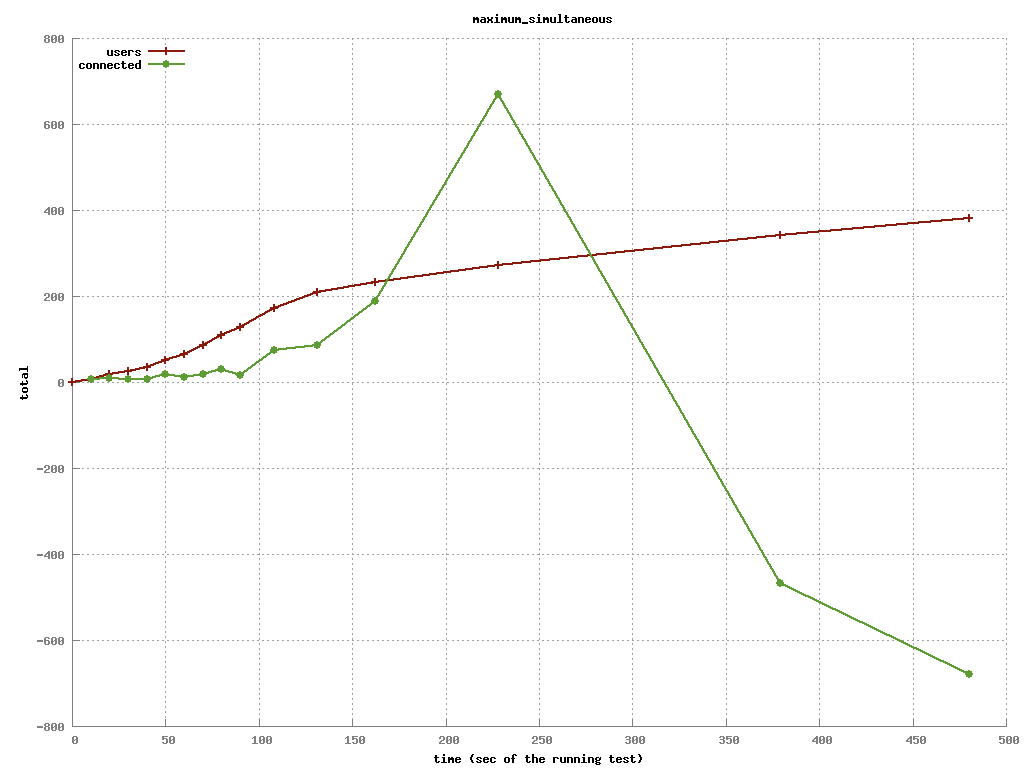 maximum_simultaneous
users
connected
800
600
400
200
0
-200
-400
-600
-800
total
0 50 100 150 200 250 300 350 400 450 500
time (sec of the running test)